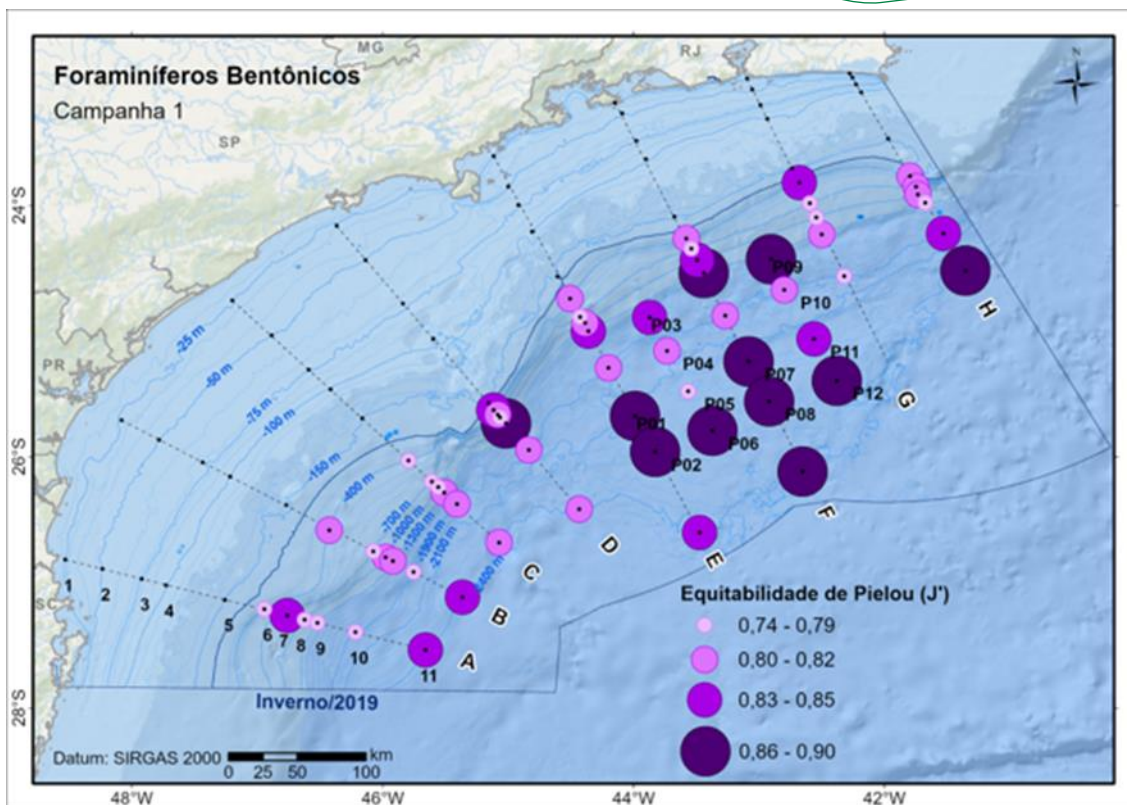 MG
RJ
N
Foraminíferos Bentônicos
Campanha 1
SP
24°S
24°S
PR
-25 m
-50 m
-75 m
-100 m
-150 m
-400 m
-700 m
-1000 m
-1300 m
-1900 m
-2100 m
-2400 m
P09
P10
P03
P04
P11
P07
P12
P05
P01
P08
P06
P02
26°S
26°S
H
G
F
E
D
C
B
A
SC
1
2
3
4
5
6
7
8
9
10
11
Equitabilidade de Pielou (J')
0,74 - 0,79
0,80 - 0,82
0,83 - 0,85
0,86 - 0,90
Inverno/2019
28°S
Datum: SIRGAS 2000
km
0 25 50 100
48°W
46°W
44°W
42°W